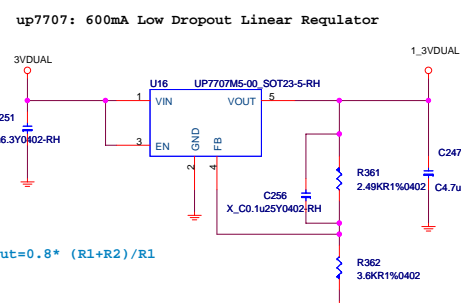 up7707: 600mA Low Dropout Linear Requlator
3VDUAL
1_3VDUAL
U16 UP7707M5-00_SOT23-5-RH
1 VIN VOUT 5
3 EN
GND
FB
2
4
251
6.3Y0402-RH
C256
X_C0.1u25Y0402-RH
R361
2.49KR1%0402
C247
C4.7u
ut=0.8* (R1+R2)/R1
R362
3.6KR1%0402